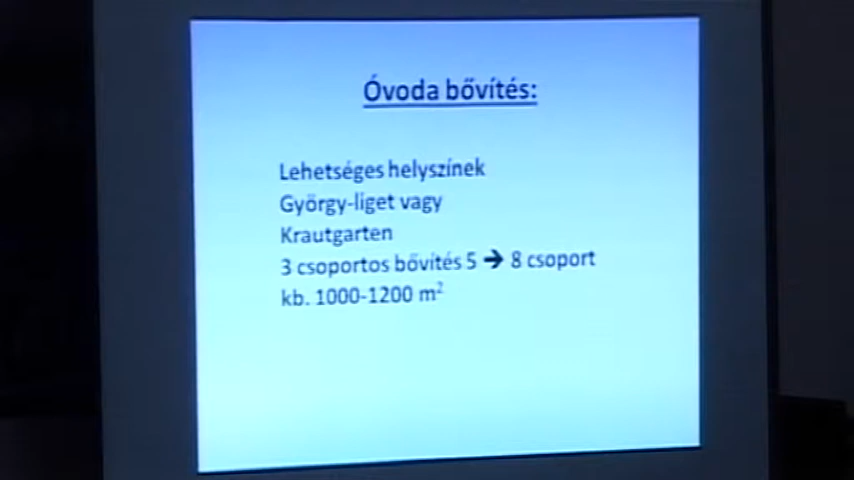 Óvoda bővítés:
Lehetséges helyszínek
György-liget vagy
Krautgarten
3 csoportos bővítés 5 ➔ 8 csoport
kb. 1000-1200 m²